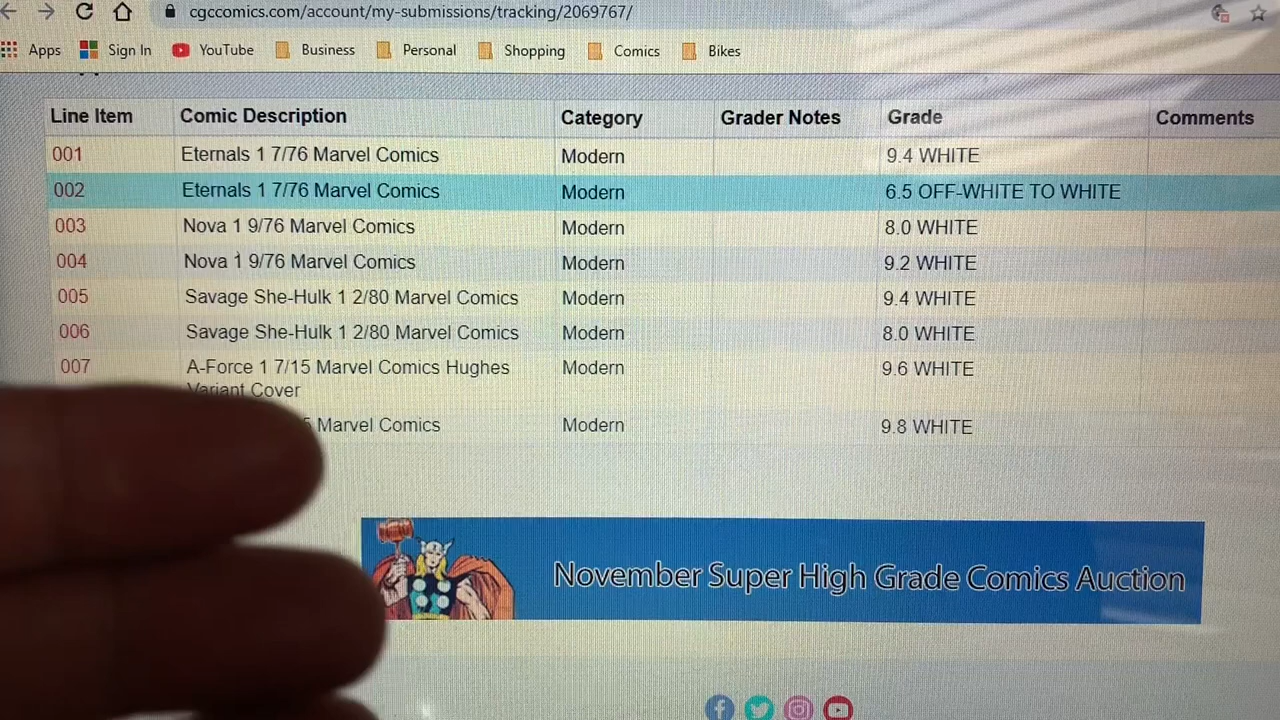 cgccomics.com/account/my-submissions/tracking/2069767/
Apps Sign In YouTube Business Personal Shopping Comics Bikes
Line Item Comic Description Category Grader Notes Grade Comments
001 Eternals 1 7/76 Marvel Comics Modern 9.4 WHITE
002 Eternals 1 7/76 Marvel Comics Modern 6.5 OFF-WHITE TO WHITE
003 Nova 1 9/76 Marvel Comics Modern 8.0 WHITE
004 Nova 1 9/76 Marvel Comics Modern 9.2 WHITE
005 Savage She-Hulk 1 2/80 Marvel Comics Modern 9.4 WHITE
006 Savage She-Hulk 1 2/80 Marvel Comics Modern 8.0 WHITE
007 A-Force 1 7/15 Marvel Comics Hughes Modern 9.6 WHITE
Variant Cover
Marvel Comics Modern 9.8 WHITE
November Super High Grade Comics Auction